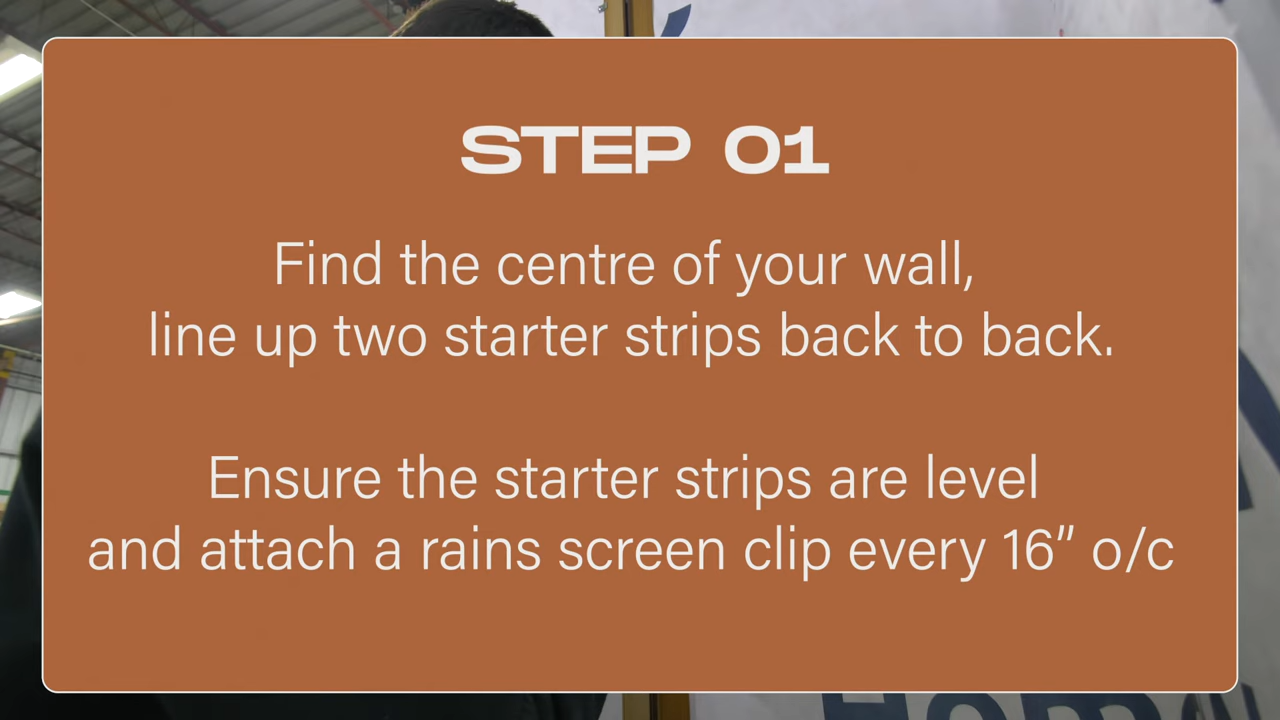 STEP 01
Find the centre of your wall,
line up two starter strips back to back.
Ensure the starter strips are level
and attach a rains screen clip every 16” o/c